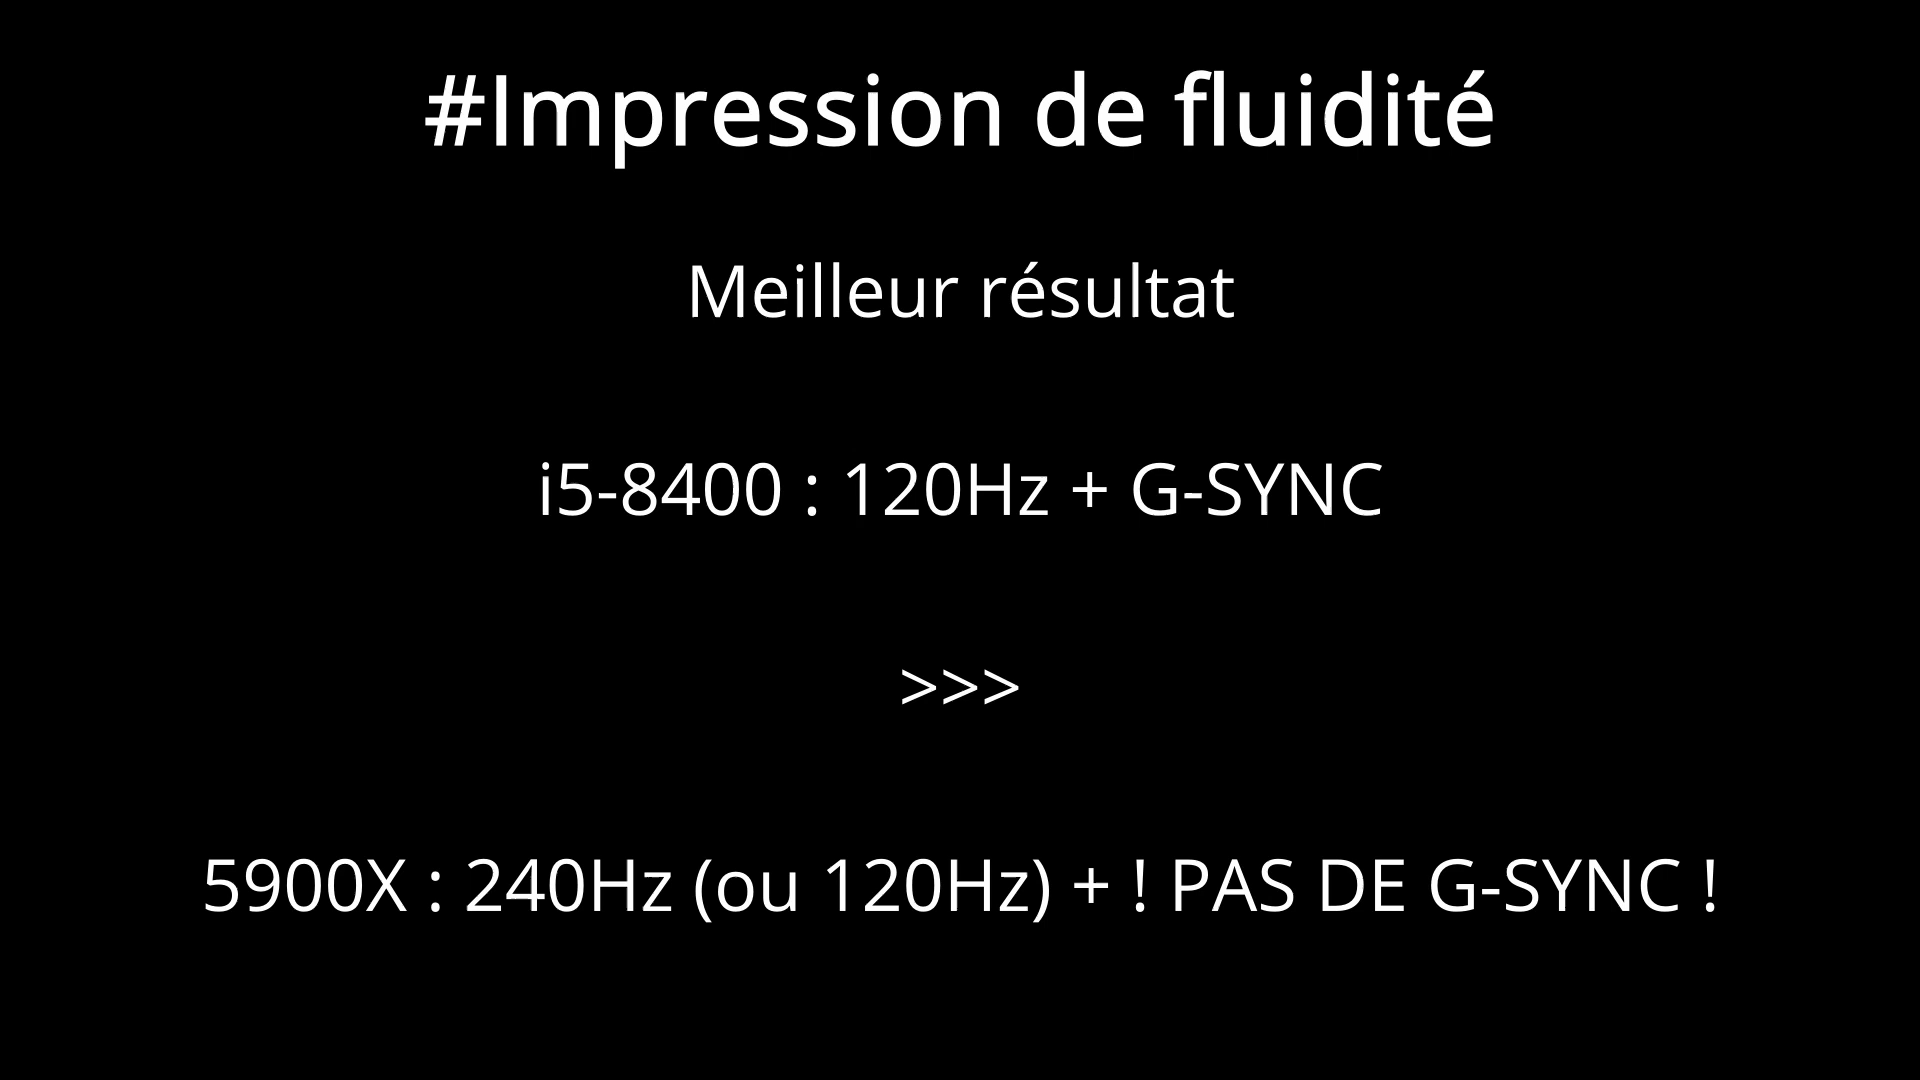 #Impression de fluidité
Meilleur résultat
i5-8400 : 120Hz + G-SYNC
>>>
5900X : 240Hz (ou 120Hz) + ! PAS DE G-SYNC !